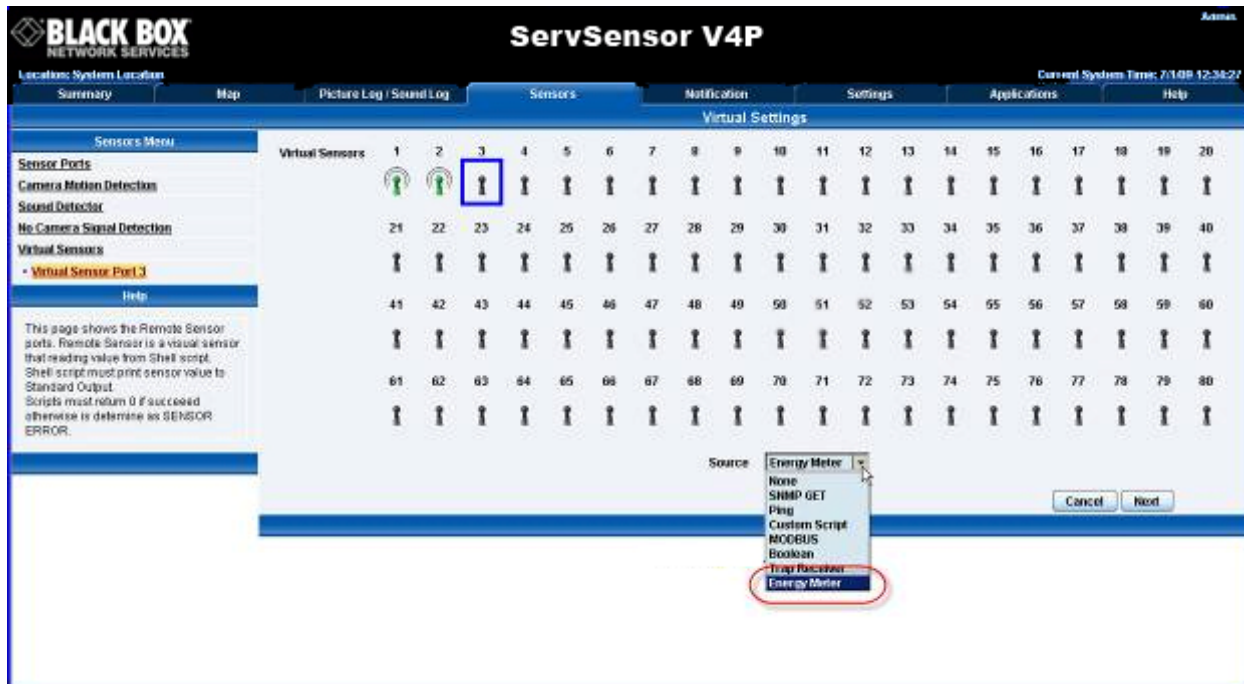 Admin
BLACK BOX
NETWORK SERVICES
ServSensor V4P
Location: System Location
Current System Time: 7/1/09 12:34:27
Summary Map Picture Log / Sound Log Sensors Notification Settings Applications Help
Virtual Settings
Sensors Menu
Sensor Ports
Camera Motion Detection
Sound Detector
No Camera Signal Detection
Virtual Sensors
• Virtual Sensor Port 3
Help
This page shows the Remote Sensor
ports. Remote Sensor is a visual sensor
that reading value from Shell script.
Shell script must print sensor value to
Standard Output.
Scripts must return 0 if succeeed
otherwise is determine as SENSOR
ERROR.
Virtual Sensors 1 2 3 4 5 6 7 8 9 10 11 12 13 14 15 16 17 18 19 20
21 22 23 24 25 26 27 28 29 30 31 32 33 34 35 36 37 38 39 40
41 42 43 44 45 46 47 48 49 50 51 52 53 54 55 56 57 58 59 60
61 62 63 64 65 66 67 68 69 70 71 72 73 74 75 76 77 78 79 80
Source Energy Meter
None
SNMP GET
Ping
Custom Script
MODBUS
Boolean
Trap Receiver
Energy Meter
Cancel Next